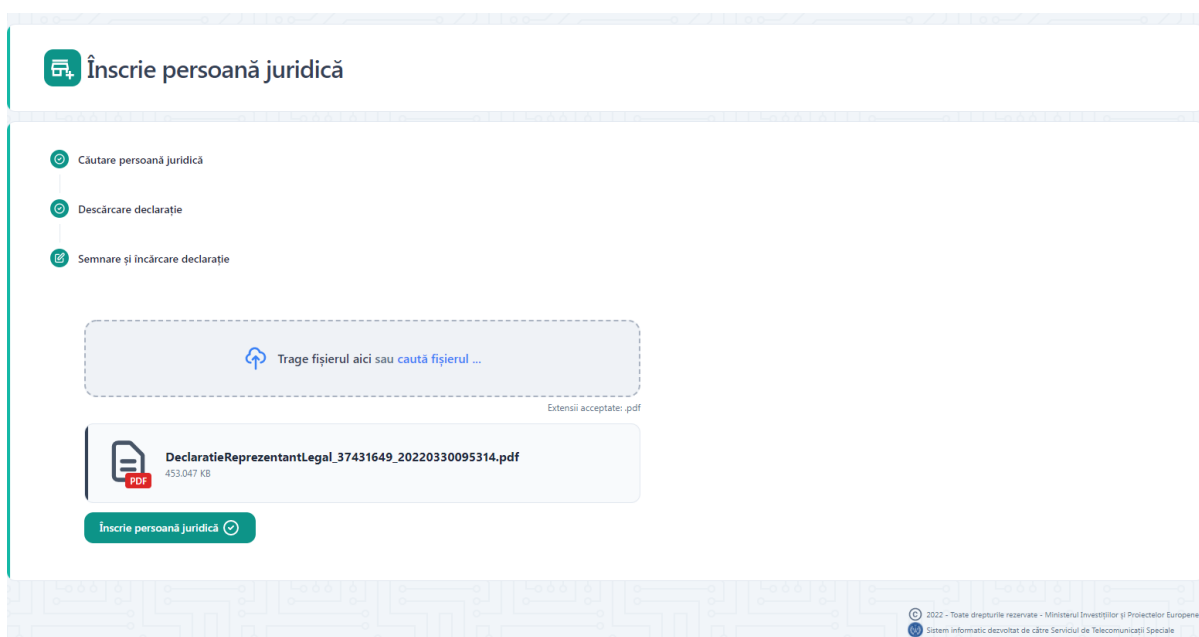 Înscrie persoană juridică
Căutare persoană juridică
Descărcare declarație
Semnare și încărcare declarație
Trage fișierul aici sau caută fișierul ...
Extensii acceptate: .pdf
PDF
DeclaratieReprezentantLegal_37431649_20220330095314.pdf
453.047 KB
Înscrie persoană juridică
© 2022 - Toate drepturile rezervate - Ministerul Investițiilor și Proiectelor Europene
Sistem informatic dezvoltat de către Serviciul de Telecomunicații Speciale